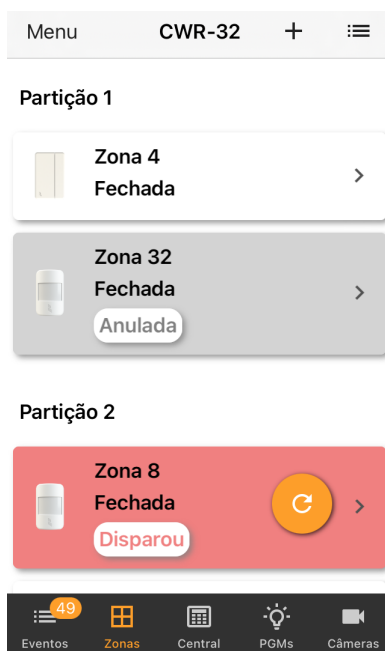 Menu CWR-32
Partição 1
Zona 4
Fechada
Zona 32
Fechada
Anulada
Partição 2
Zona 8
Fechada
Disparou
49
Eventos Zonas Central PGMs Câmeras